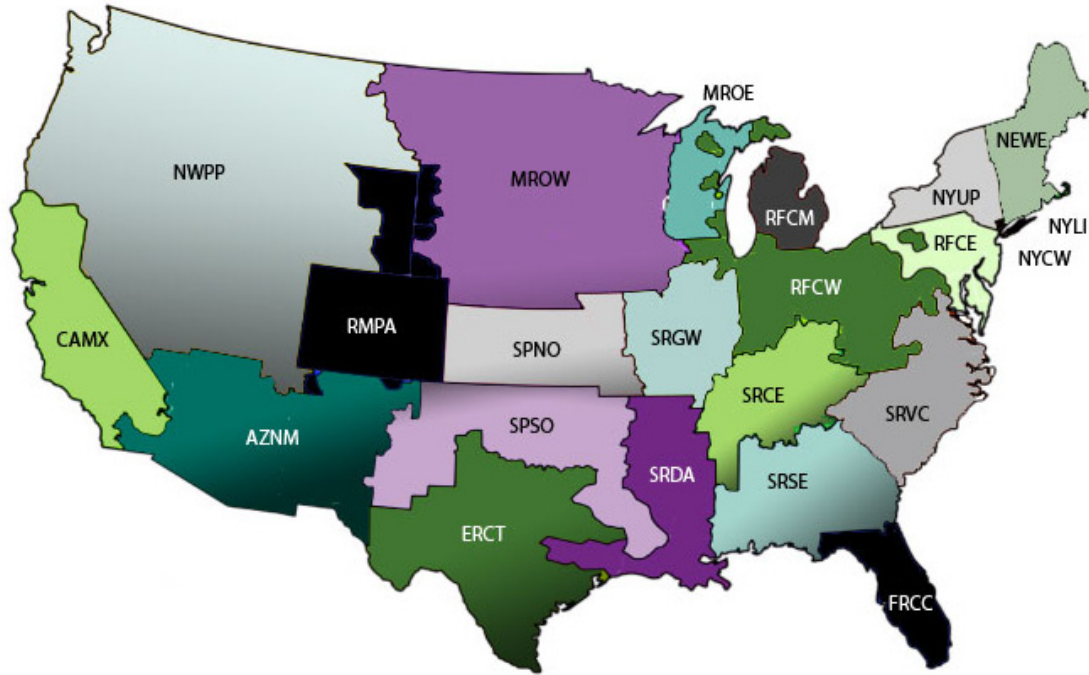 MROE
NEWE
NWPP
MROW
NYUP
RFCM
NYLI
RFCE
NYCW
RFCW
RMPA
SRGW
CAMX
SPNO
SRCE
SRVC
SPSO
AZNM
SRDA
SRSE
ERCT
FRCC